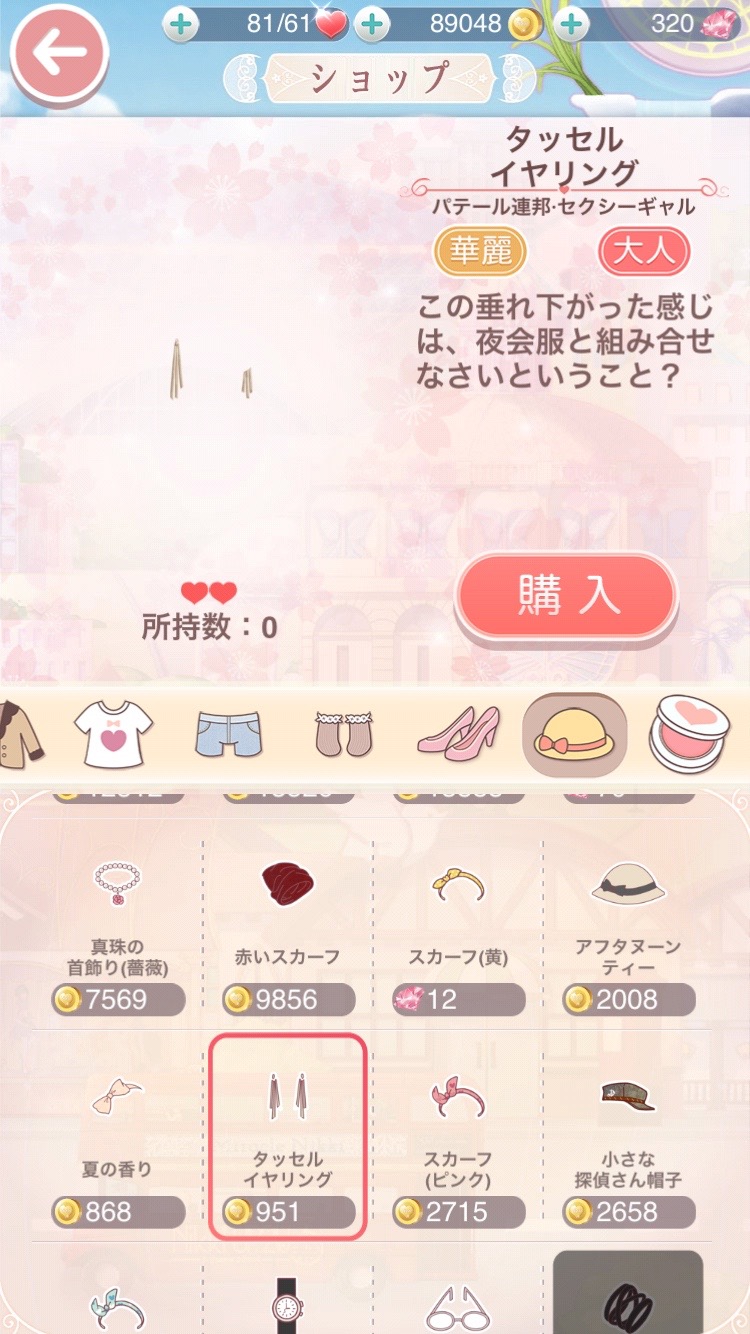 81/61
89048
320
ショップ
タッセル
イヤリング
パテール連邦·セクシーギャル
華麗
大人
この垂れ下がった感じ
は、夜会服と組み合せ
なさいということ？
所持数：0
購入
真珠の
首飾り(薔薇)
7569
赤いスカーフ
9856
スカーフ(黄)
12
アフタヌーン
ティー
2008
夏の香り
868
タッセル
イヤリング
951
スカーフ
(ピンク)
2715
小さな
探偵さん帽子
2658